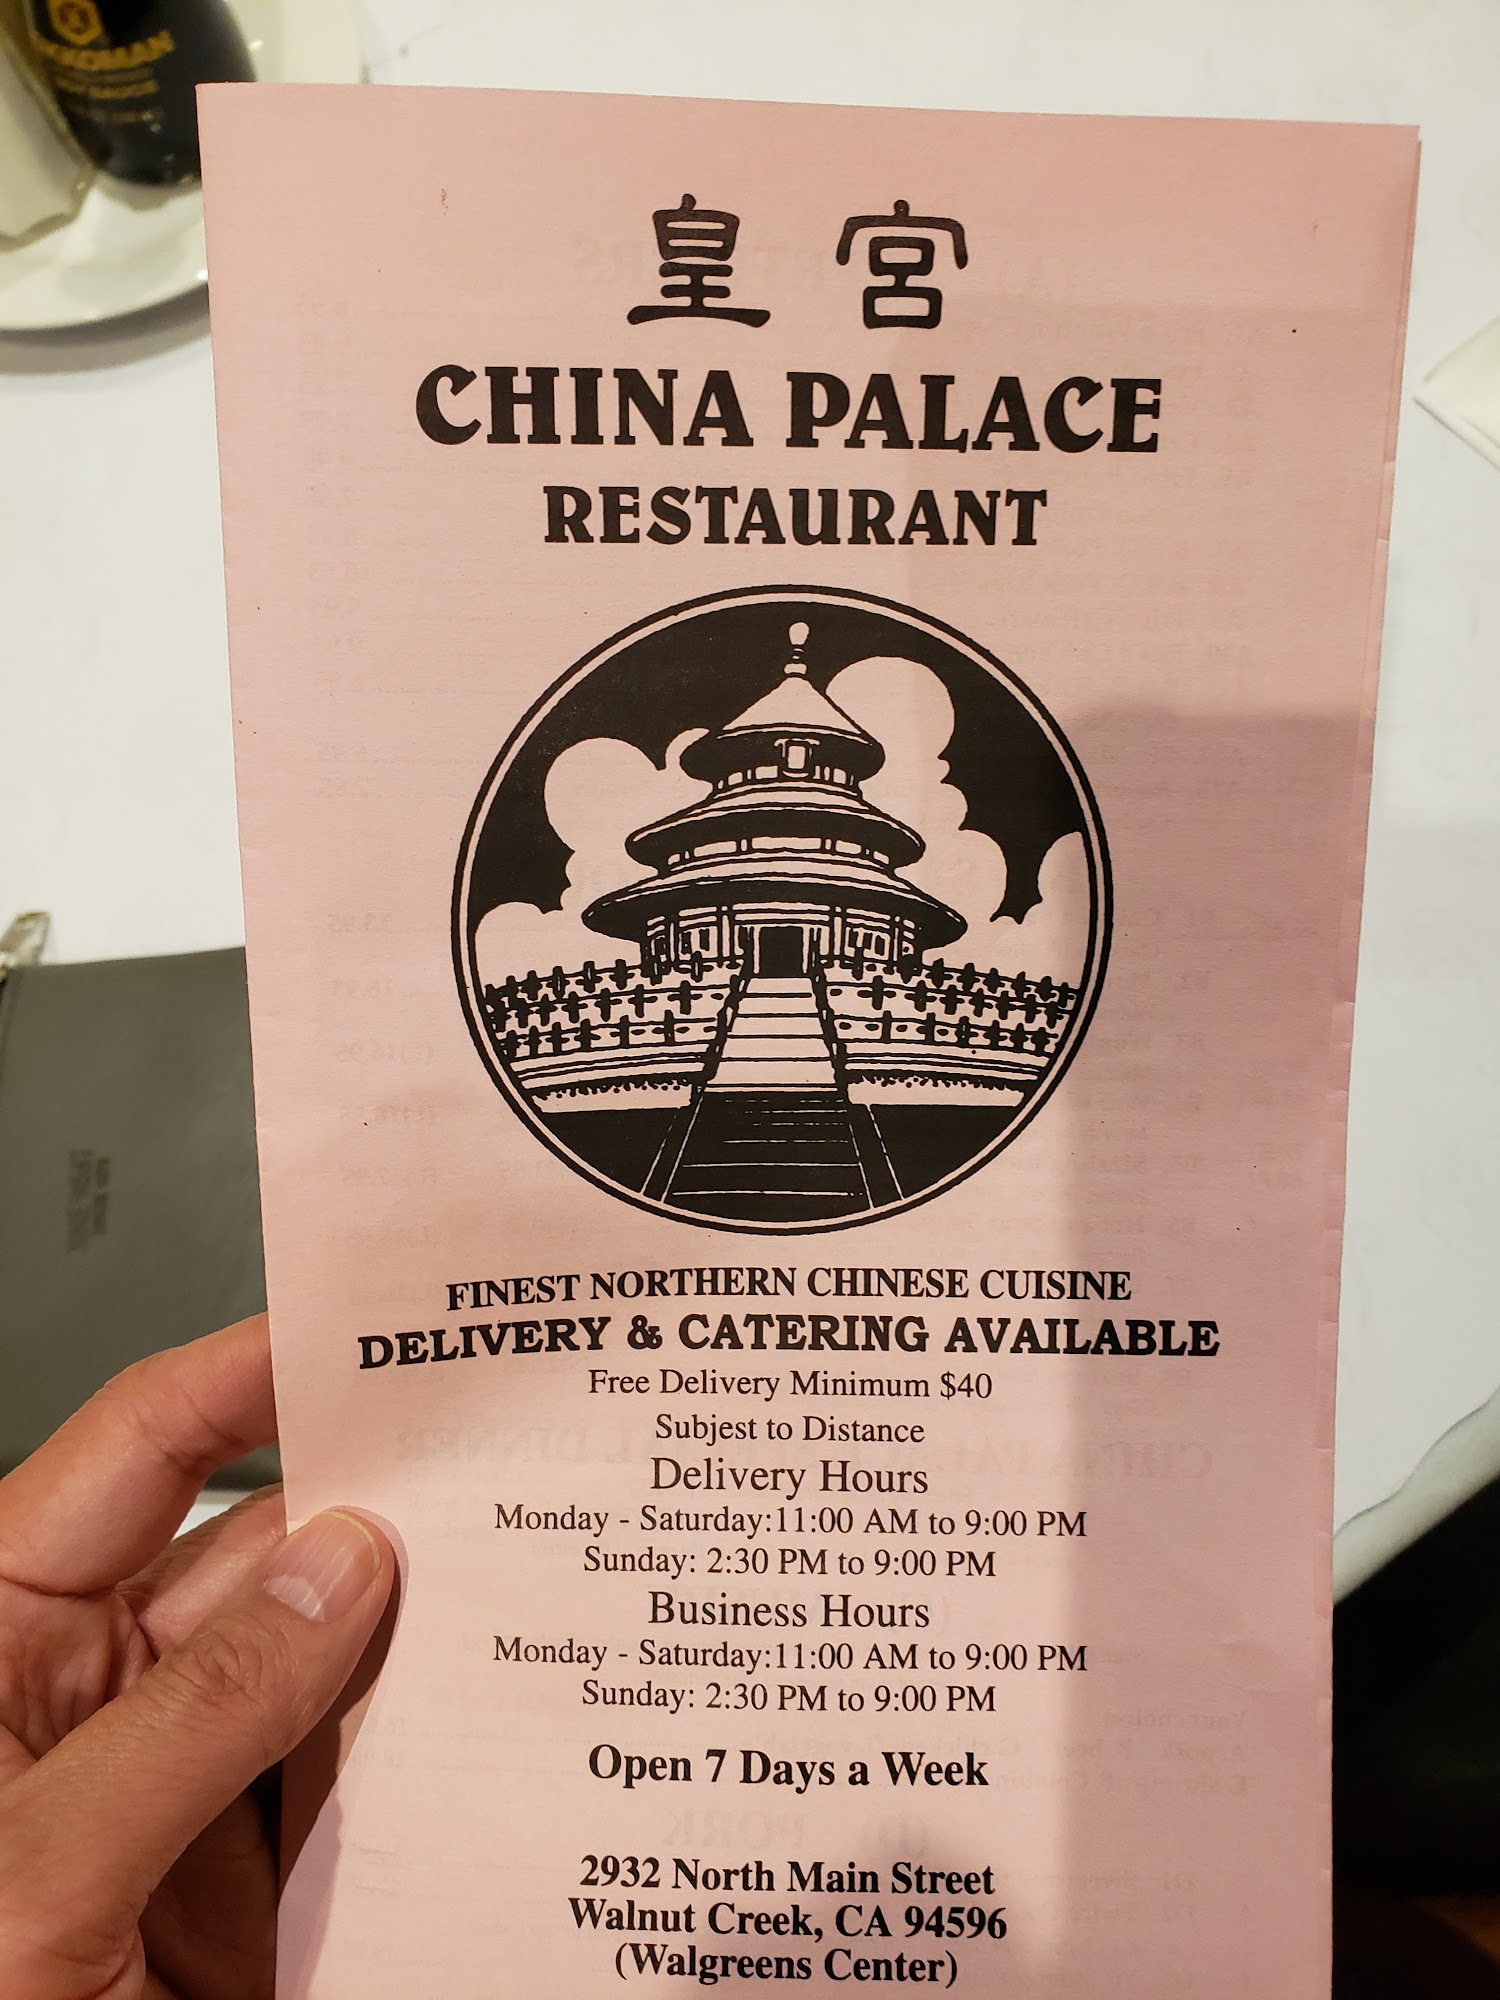 皇宮
CHINA PALACE
RESTAURANT
FINEST NORTHERN CHINESE CUISINE
DELIVERY & CATERING AVAILABLE
Free Delivery Minimum $40
Subjest to Distance
Delivery Hours
Monday - Saturday:11:00 AM to 9:00 PM
Sunday: 2:30 PM to 9:00 PM
Business Hours
Monday - Saturday:11:00 AM to 9:00 PM
Sunday: 2:30 PM to 9:00 PM
Open 7 Days a Week
2932 North Main Street
Walnut Creek, CA 94596
(Walgreens Center)